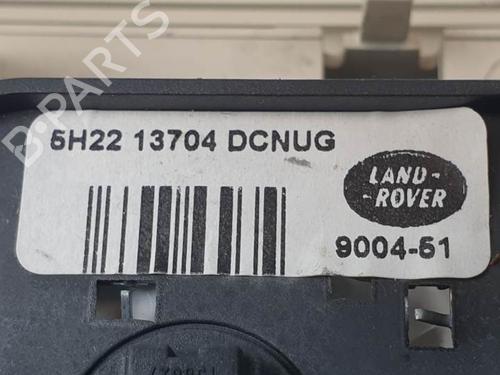 5H22 13704 DCNUG
LAND-
-ROVER
9004-51
B-PARTS